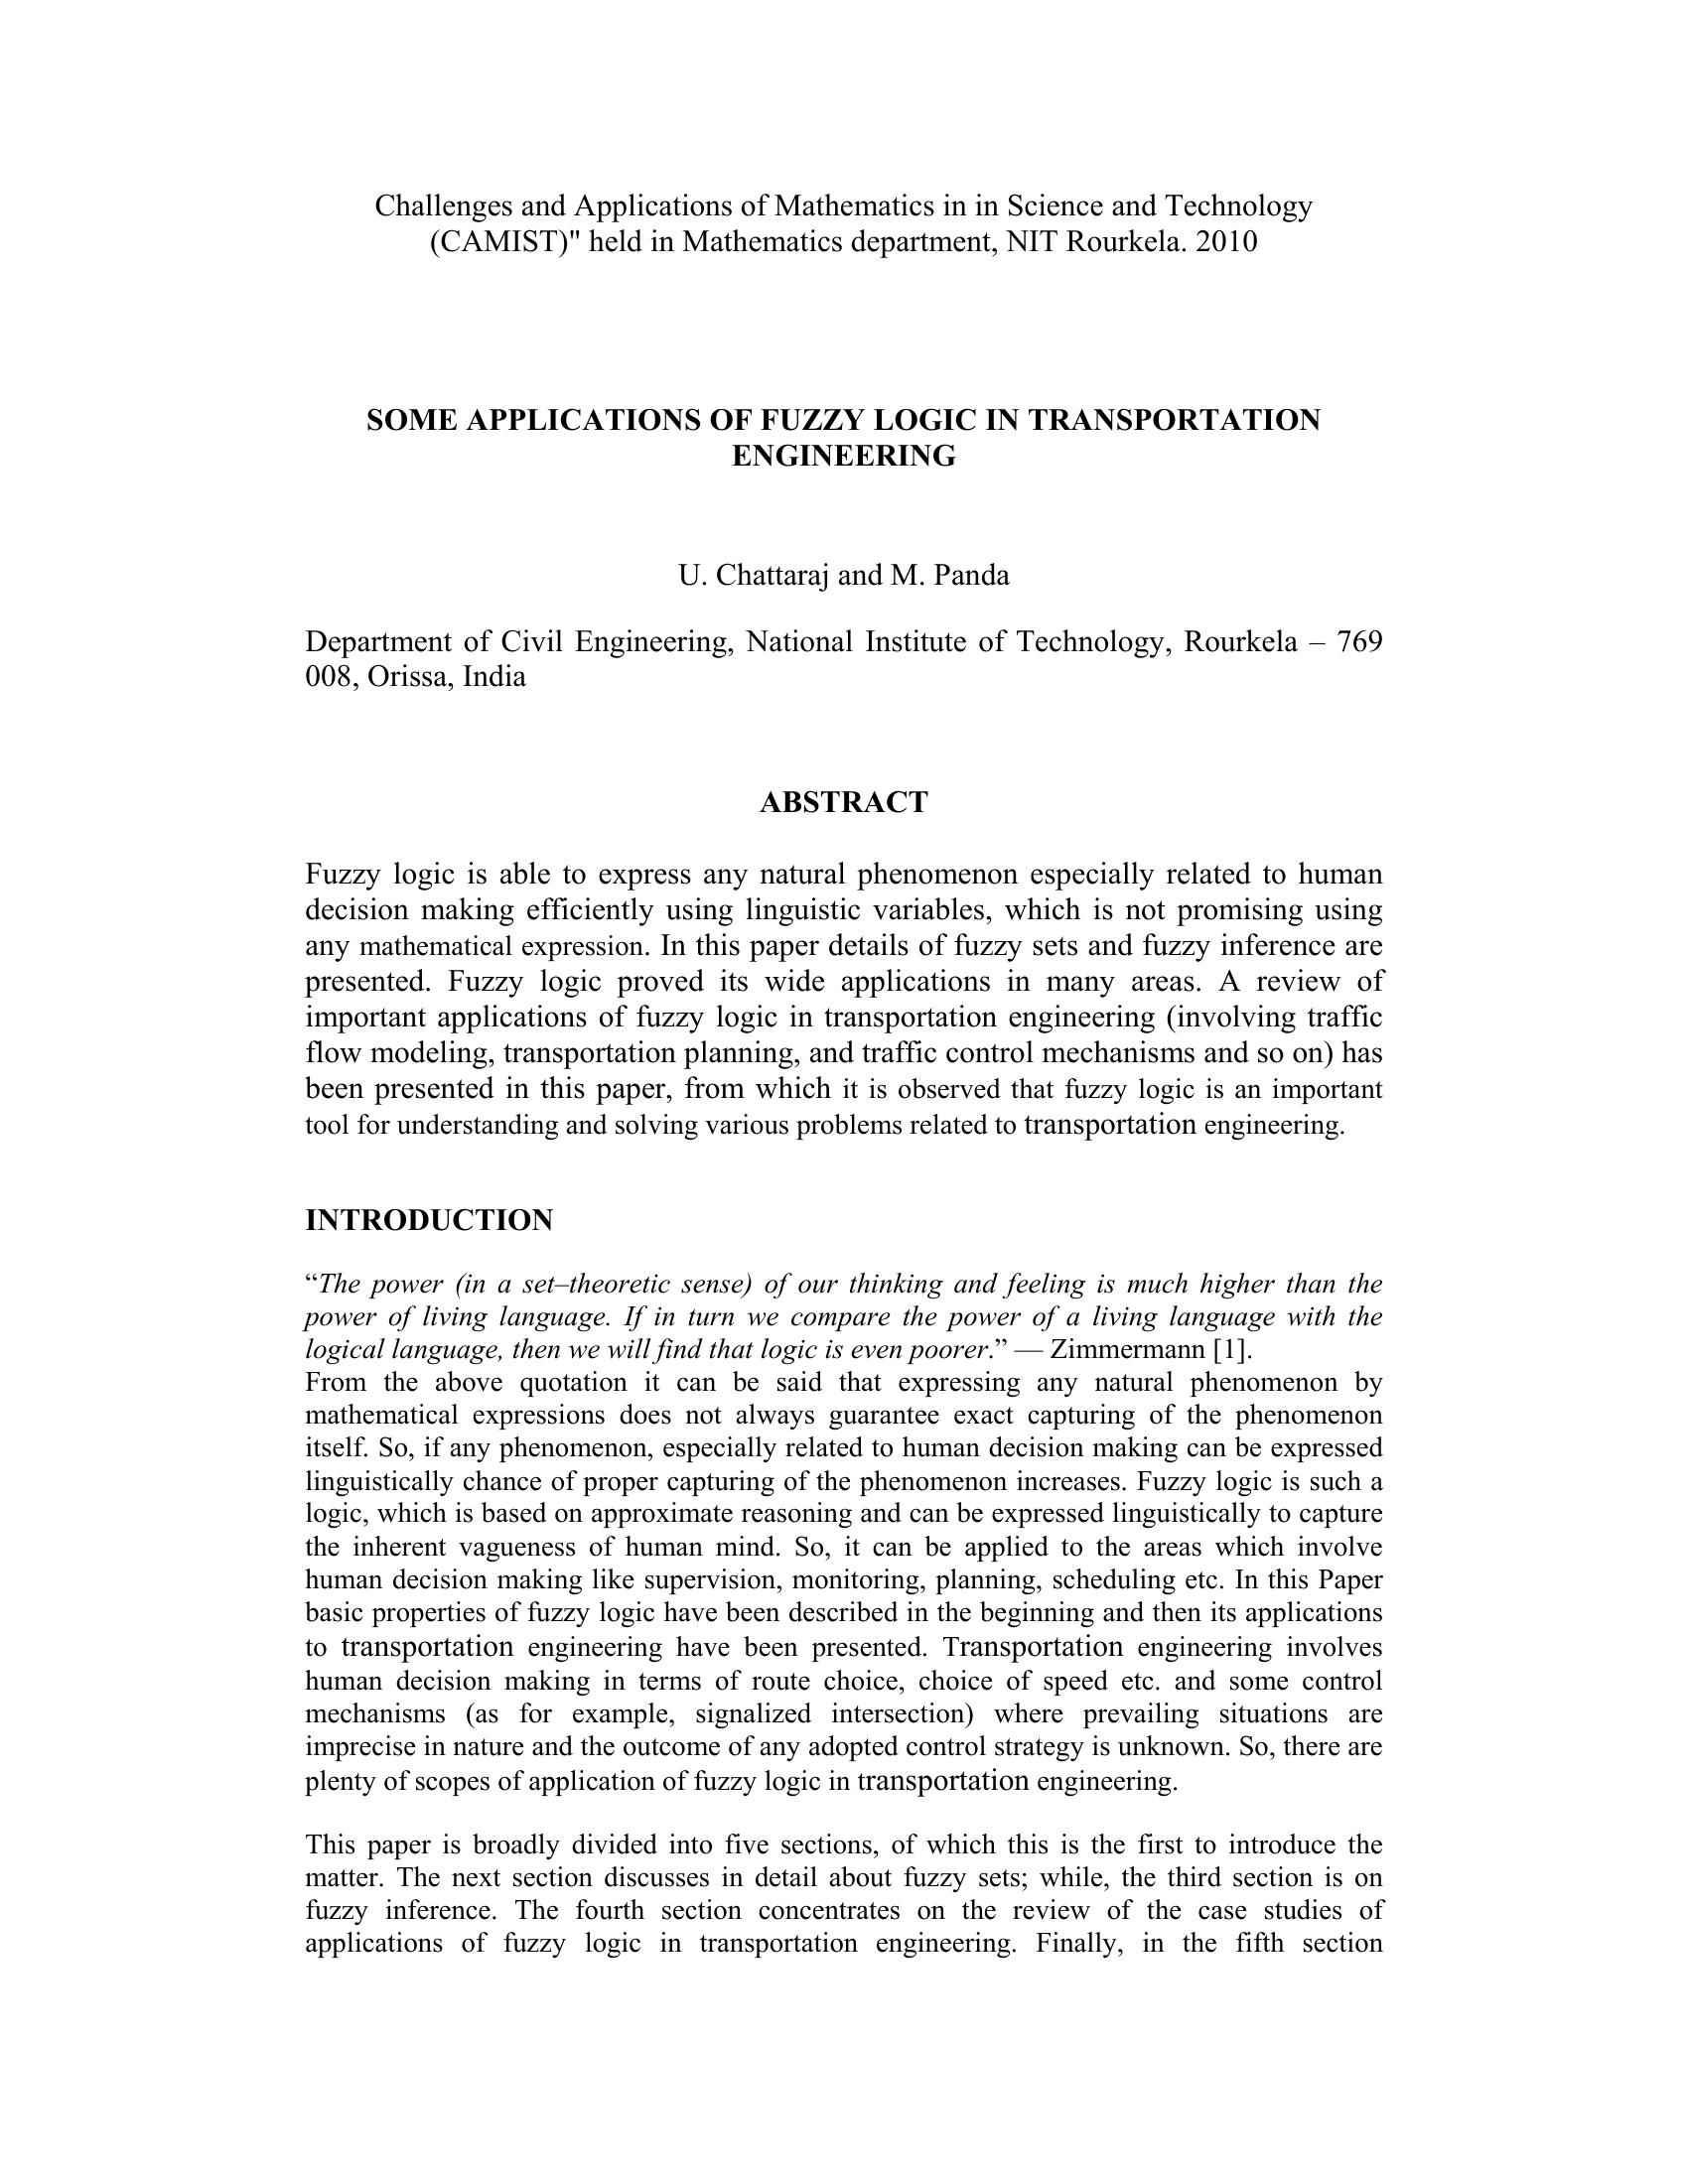 Challenges and Applications of Mathematics in in Science and Technology
(CAMIST)" held in Mathematics department, NIT Rourkela. 2010
SOME APPLICATIONS OF FUZZY LOGIC IN TRANSPORTATION
ENGINEERING
U. Chattaraj and M. Panda
Department of Civil Engineering, National Institute of Technology, Rourkela – 769
008, Orissa, India
ABSTRACT
Fuzzy logic is able to express any natural phenomenon especially related to human
decision making efficiently using linguistic variables, which is not promising using
any mathematical expression. In this paper details of fuzzy sets and fuzzy inference are
presented. Fuzzy logic proved its wide applications in many areas. A review of
important applications of fuzzy logic in transportation engineering (involving traffic
flow modeling, transportation planning, and traffic control mechanisms and so on) has
been presented in this paper, from which it is observed that fuzzy logic is an important
tool for understanding and solving various problems related to transportation engineering.
INTRODUCTION
“The power (in a set–theoretic sense) of our thinking and feeling is much higher than the
power of living language. If in turn we compare the power of a living language with the
logical language, then we will find that logic is even poorer.” — Zimmermann [1].
From the above quotation it can be said that expressing any natural phenomenon by
mathematical expressions does not always guarantee exact capturing of the phenomenon
itself. So, if any phenomenon, especially related to human decision making can be expressed
linguistically chance of proper capturing of the phenomenon increases. Fuzzy logic is such a
logic, which is based on approximate reasoning and can be expressed linguistically to capture
the inherent vagueness of human mind. So, it can be applied to the areas which involve
human decision making like supervision, monitoring, planning, scheduling etc. In this Paper
basic properties of fuzzy logic have been described in the beginning and then its applications
to transportation engineering have been presented. Transportation engineering involves
human decision making in terms of route choice, choice of speed etc. and some control
mechanisms (as for example, signalized intersection) where prevailing situations are
imprecise in nature and the outcome of any adopted control strategy is unknown. So, there are
plenty of scopes of application of fuzzy logic in transportation engineering.
This paper is broadly divided into five sections, of which this is the first to introduce the
matter. The next section discusses in detail about fuzzy sets; while, the third section is on
fuzzy inference. The fourth section concentrates on the review of the case studies of
applications of fuzzy logic in transportation engineering. Finally, in the fifth section